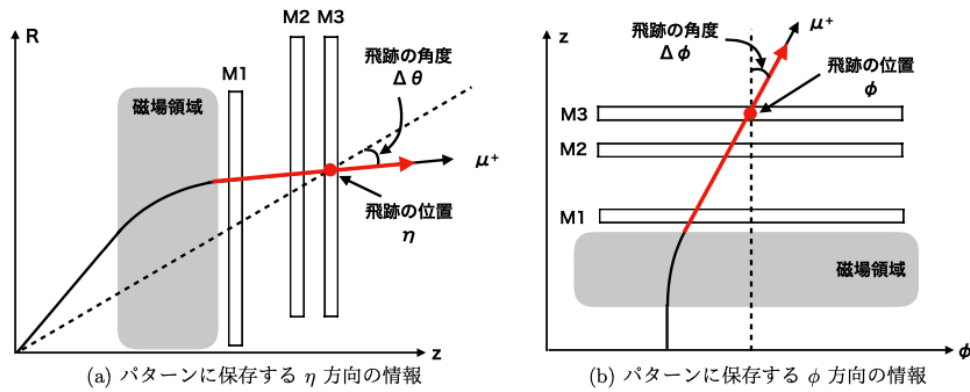 R
M2 M3
M1
飛跡の角度
Δ θ
磁場領域
μ+
飛跡の位置
η
z
(a) パターンに保存する η 方向の情報
z
飛跡の角度
Δ φ
μ+
飛跡の位置
φ
M3
M2
M1
磁場領域
φ
(b) パターンに保存する φ 方向の情報